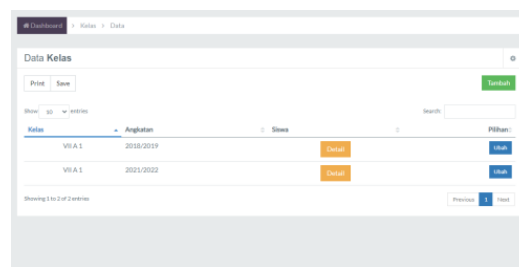 Dashboard > Kelas > Data
Data Kelas
Print Save Tambah
Show 10 entries Search:
Kelas Angkatan Siswa Pilihan
VII A 1 2018/2019 Detail Ubah
VII A 1 2021/2022 Detail Ubah
Showing 1 to 2 of 2 entries Previous 1 Next